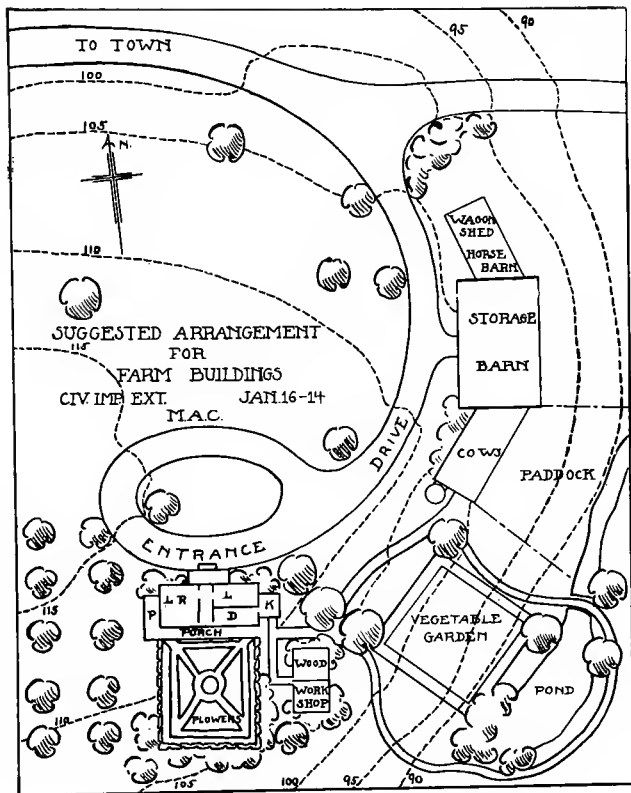 95
90
TO TOWN
100
105
N.
110
WAGON
SHED
HORSE
BARN
SUGGESTED ARRANGEMENT
FOR
FARM BUILDINGS
CIV. IMP. EXT. JAN. 16-14
M.A.C.
115
STORAGE
BARN
DRIVE
COWS
PADDOCK
ENTRANCE
115
P
R
D
K
PORCH
FLOWERS
WOOD
WORK
SHOP
VEGETABLE
GARDEN
POND
110
105
100
95
90